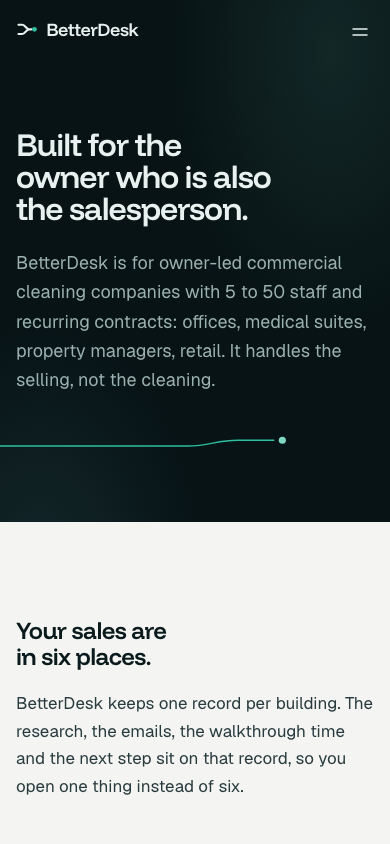 BetterDesk
Built for the
owner who is also
the salesperson.
BetterDesk is for owner-led commercial
cleaning companies with 5 to 50 staff and
recurring contracts: offices, medical suites,
property managers, retail. It handles the
selling, not the cleaning.
Your sales are
in six places.
BetterDesk keeps one record per building. The
research, the emails, the walkthrough time
and the next step sit on that record, so you
open one thing instead of six.